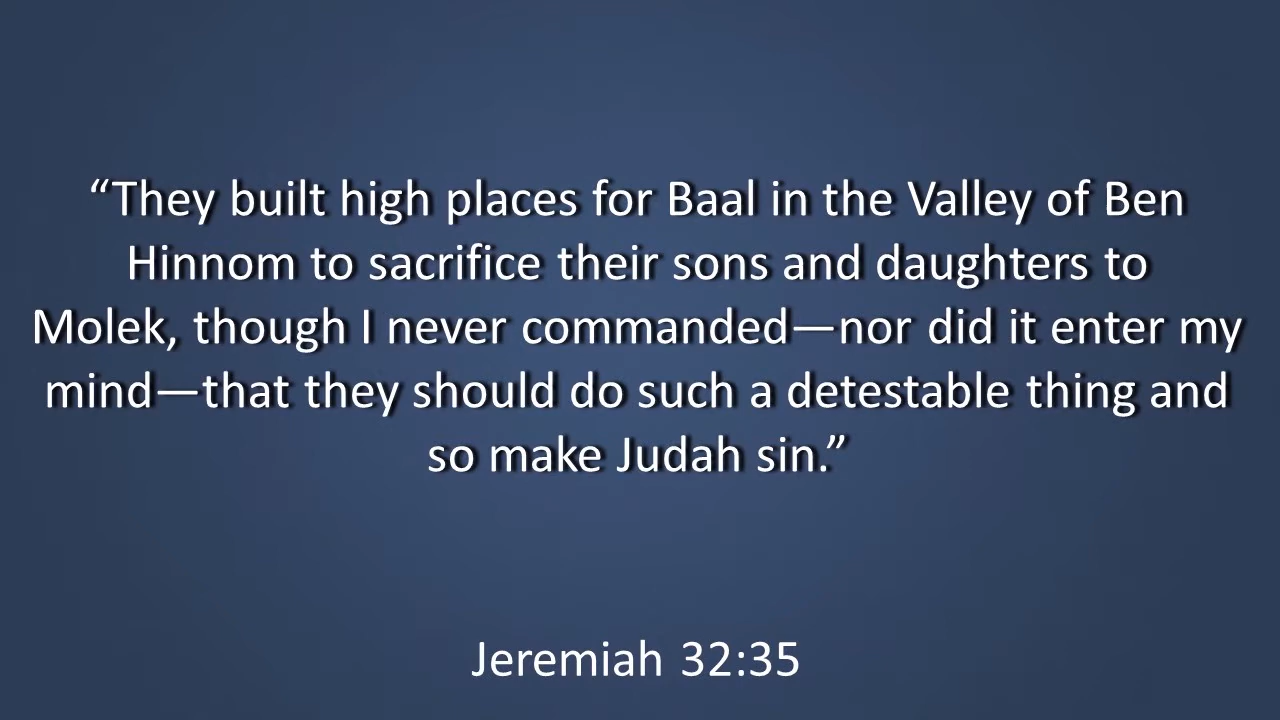 “They built high places for Baal in the Valley of Ben
Hinnom to sacrifice their sons and daughters to
Molek, though I never commanded—nor did it enter my
mind—that they should do such a detestable thing and
so make Judah sin.”
Jeremiah 32:35